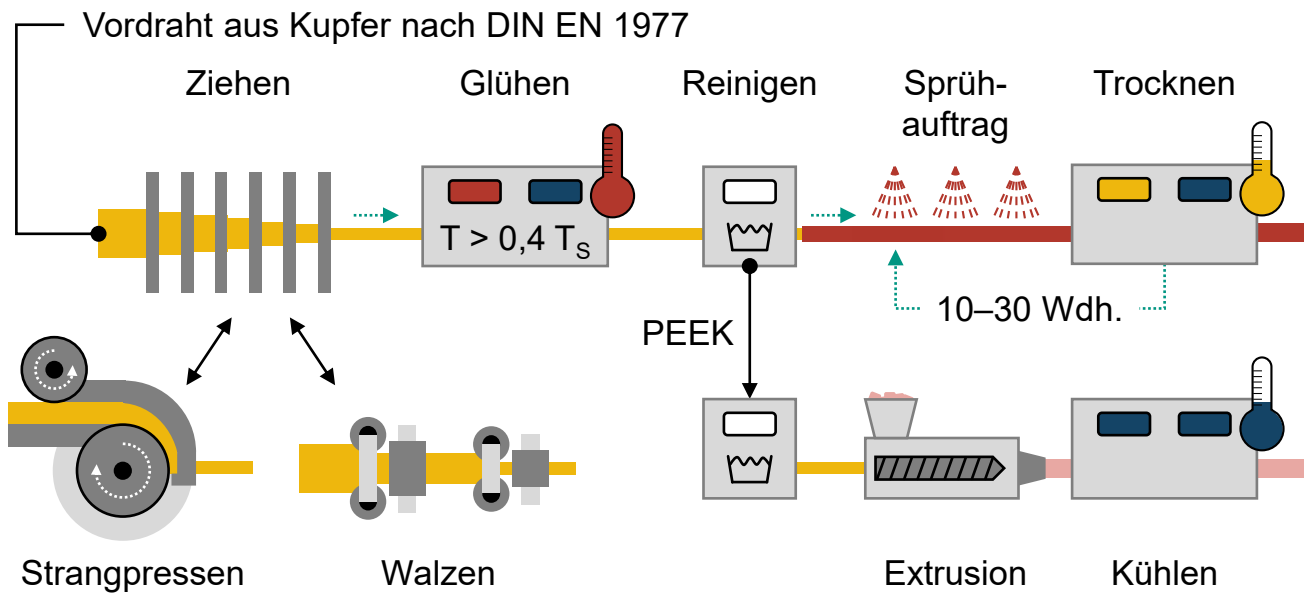 Vordraht aus Kupfer nach DIN EN 1977
Ziehen
Glühen
Reinigen
Sprüh-
auftrag
Trocknen
T > 0,4 T_S
10–30 Wdh.
PEEK
Strangpressen
Walzen
Extrusion
Kühlen